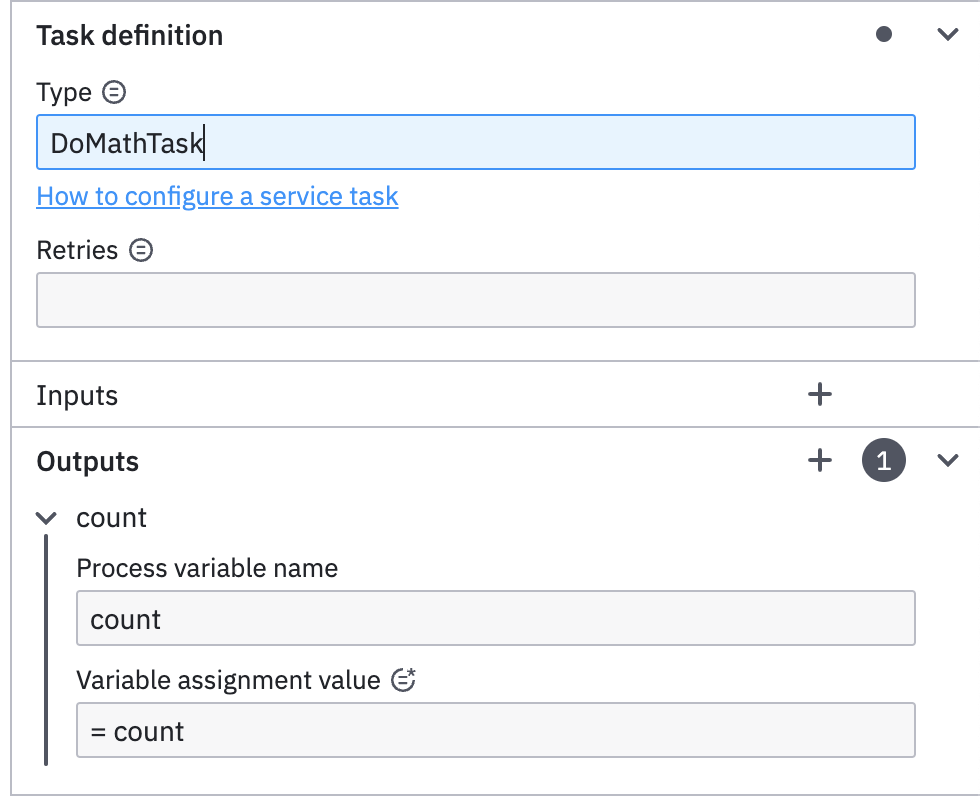 Task definition
Type
DoMathTask
How to configure a service task
Retries
Inputs
Outputs
1
count
Process variable name
count
Variable assignment value
= count